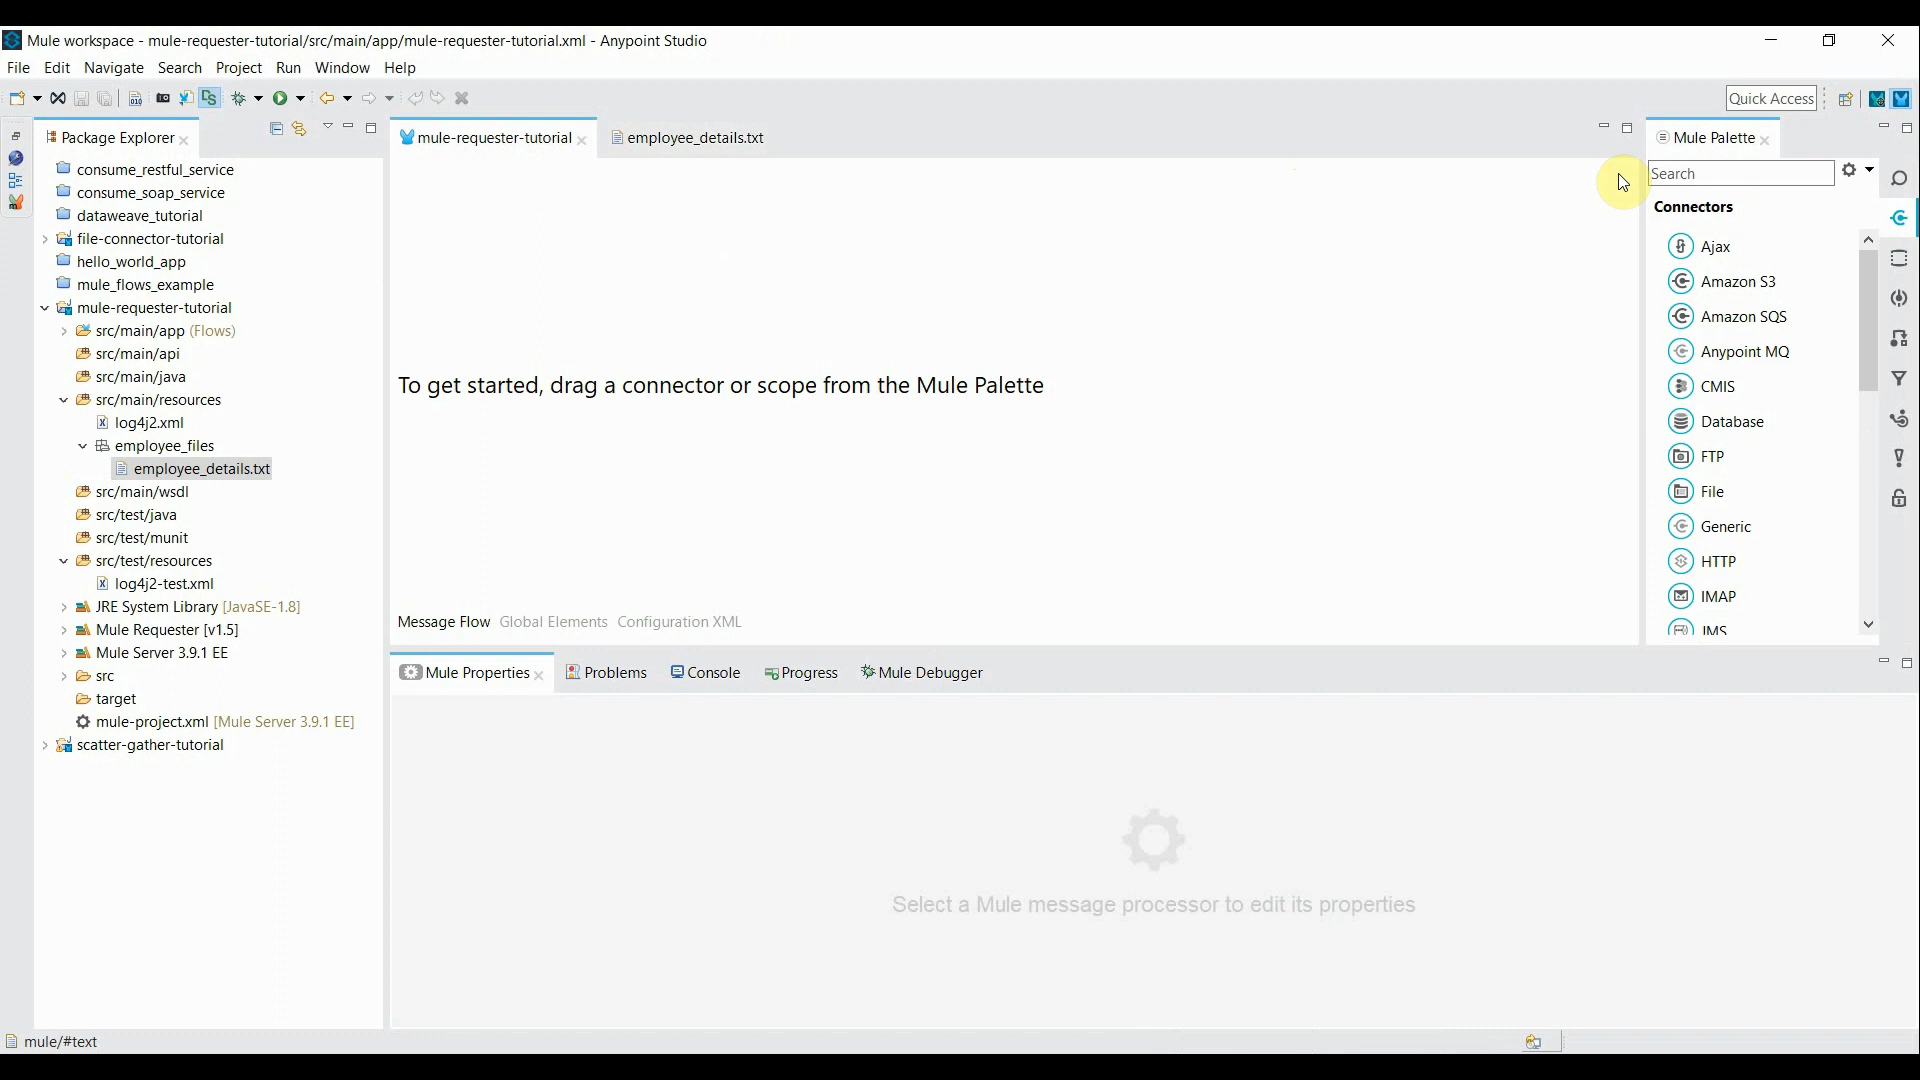 Mule workspace - mule-requester-tutorial/src/main/app/mule-requester-tutorial.xml - Anypoint Studio
File Edit Navigate Search Project Run Window Help
Quick Access
Package Explorer
mule-requester-tutorial
employee_details.txt
Mule Palette
Search
consume_restful_service
consume_soap_service
dataweave_tutorial
file-connector-tutorial
hello_world_app
mule_flows_example
mule-requester-tutorial
src/main/app (Flows)
src/main/api
src/main/java
src/main/resources
log4j2.xml
employee_files
employee_details.txt
src/main/wsdl
src/test/java
src/test/munit
src/test/resources
log4j2-test.xml
JRE System Library [JavaSE-1.8]
Mule Requester [v1.5]
Mule Server 3.9.1 EE
src
target
mule-project.xml [Mule Server 3.9.1 EE]
scatter-gather-tutorial
To get started, drag a connector or scope from the Mule Palette
Message Flow Global Elements Configuration XML
Connectors
Ajax
Amazon S3
Amazon SQS
Anypoint MQ
CMIS
Database
FTP
File
Generic
HTTP
IMAP
JMS
Mule Properties Problems Console Progress Mule Debugger
Select a Mule message processor to edit its properties
mule/#text